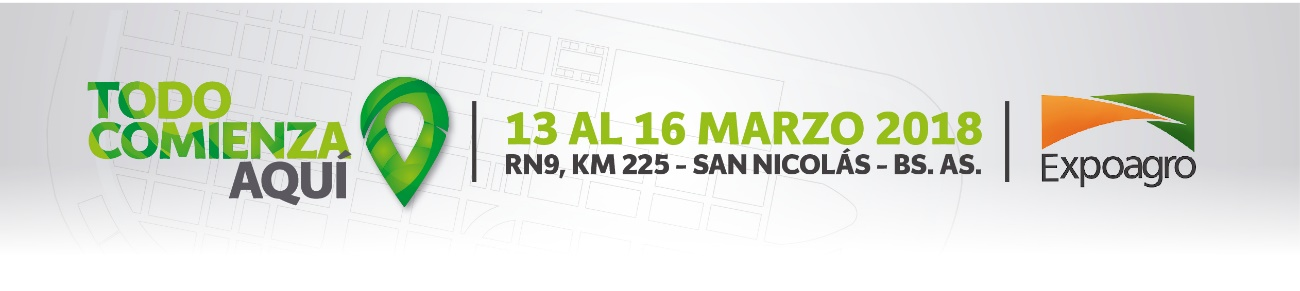 TODO
COMIENZA
AQUÍ
13 AL 16 MARZO 2018
RN9, KM 225 - SAN NICOLÁS - BS. AS.
Expoagro